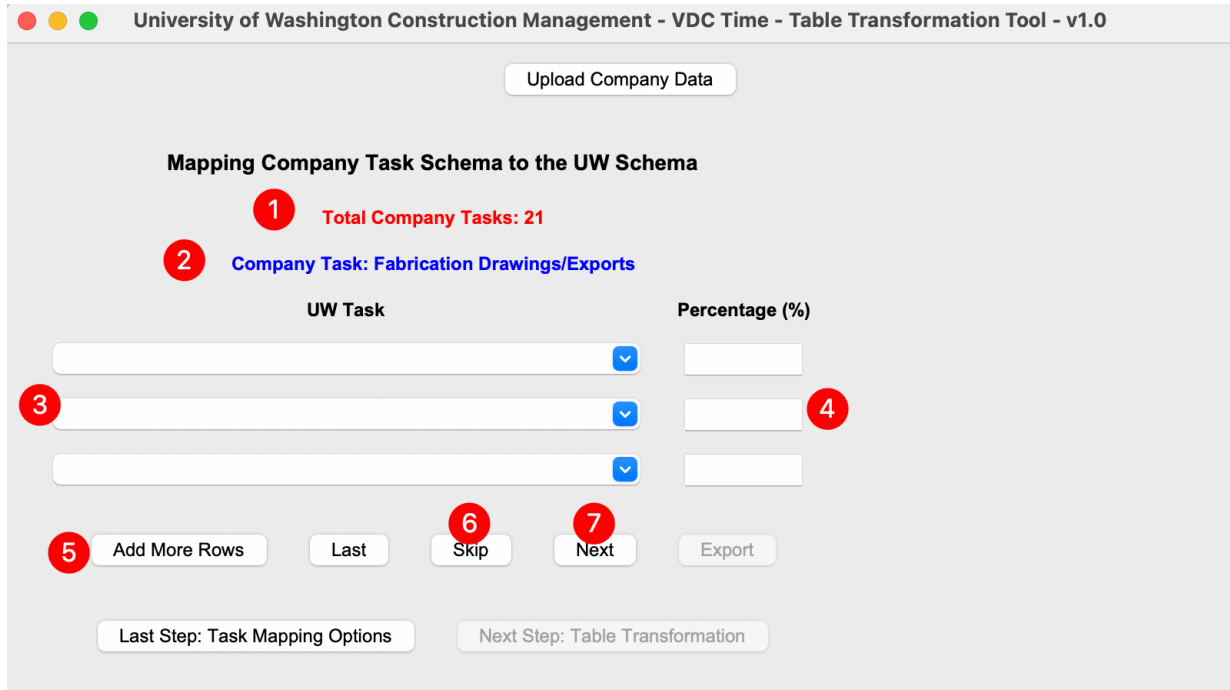 University of Washington Construction Management - VDC Time - Table Transformation Tool - v1.0
Upload Company Data
Mapping Company Task Schema to the UW Schema
1 Total Company Tasks: 21
2 Company Task: Fabrication Drawings/Exports
UW Task Percentage (%)
3 4
6 7
5 Add More Rows Last Skip Next Export
Last Step: Task Mapping Options Next Step: Table Transformation